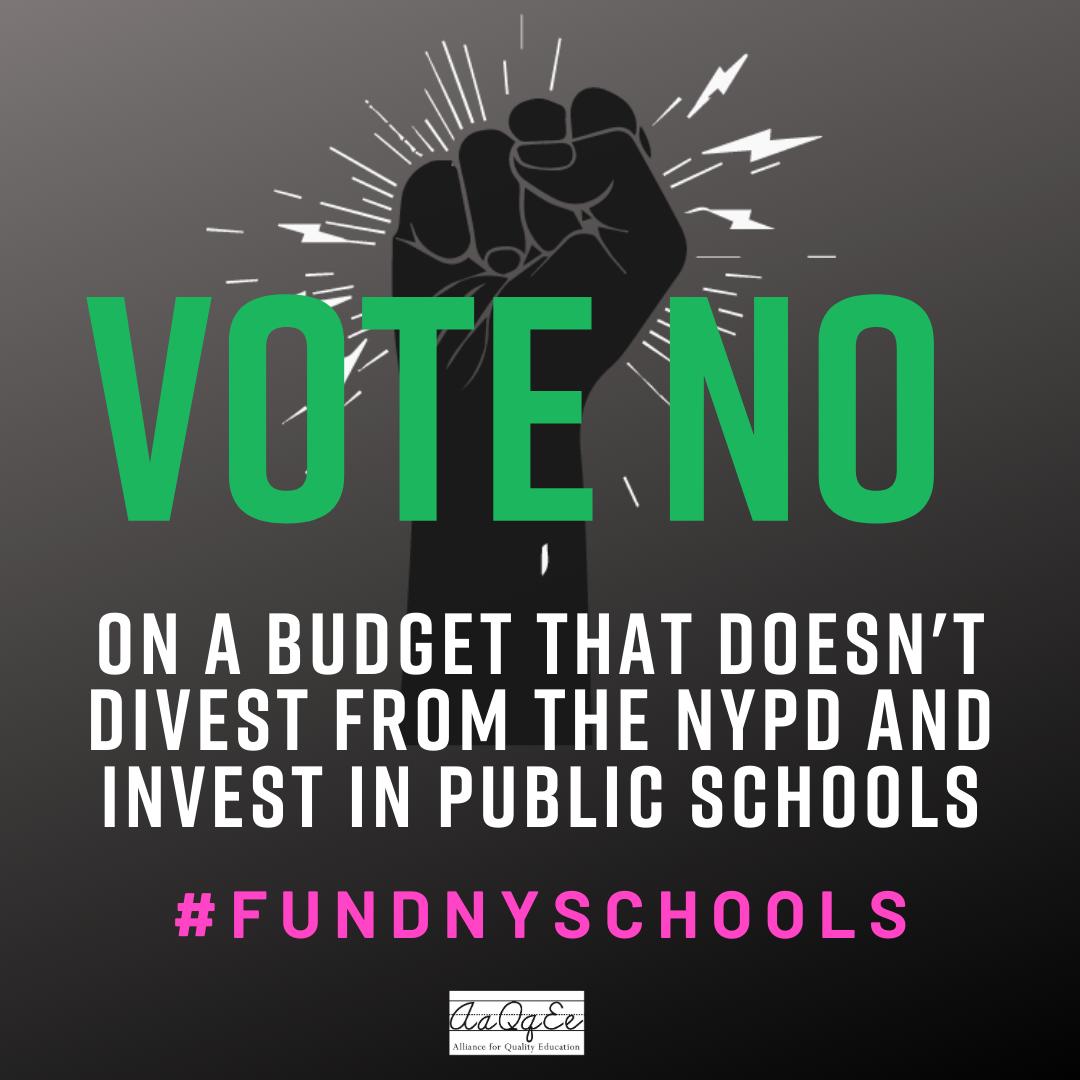 VOTE NO
ON A BUDGET THAT DOESN'T
DIVEST FROM THE NYPD AND
INVEST IN PUBLIC SCHOOLS
#FUNDNYSCHOOLS
AaQqEe
Alliance for Quality Education